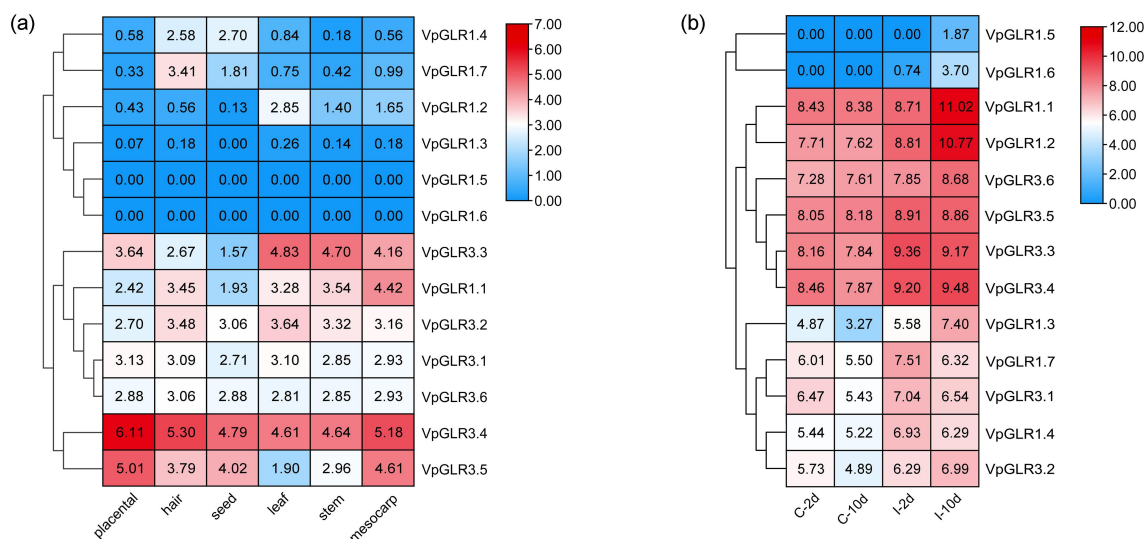 (a)
0.58 2.58 2.70 0.84 0.18 0.56 VpGLR1.4
0.33 3.41 1.81 0.75 0.42 0.99 VpGLR1.7
0.43 0.56 0.13 2.85 1.40 1.65 VpGLR1.2
0.07 0.18 0.00 0.26 0.14 0.18 VpGLR1.3
0.00 0.00 0.00 0.00 0.00 0.00 VpGLR1.5
0.00 0.00 0.00 0.00 0.00 0.00 VpGLR1.6
3.64 2.67 1.57 4.83 4.70 4.16 VpGLR3.3
2.42 3.45 1.93 3.28 3.54 4.42 VpGLR1.1
2.70 3.48 3.06 3.64 3.32 3.16 VpGLR3.2
3.13 3.09 2.71 3.10 2.85 2.93 VpGLR3.1
2.88 3.06 2.88 2.81 2.85 2.93 VpGLR3.6
6.11 5.30 4.79 4.61 4.64 5.18 VpGLR3.4
5.01 3.79 4.02 1.90 2.96 4.61 VpGLR3.5
placental hair seed leaf stem mesocarp
7.00
6.00
5.00
4.00
3.00
2.00
1.00
0.00
(b)
0.00 0.00 0.00 1.87 VpGLR1.5
0.00 0.00 0.74 3.70 VpGLR1.6
8.43 8.38 8.71 11.02 VpGLR1.1
7.71 7.62 8.81 10.77 VpGLR1.2
7.28 7.61 7.85 8.68 VpGLR3.6
8.05 8.18 8.91 8.86 VpGLR3.5
8.16 7.84 9.36 9.17 VpGLR3.3
8.46 7.87 9.20 9.48 VpGLR3.4
4.87 3.27 5.58 7.40 VpGLR1.3
6.01 5.50 7.51 6.32 VpGLR1.7
6.47 5.43 7.04 6.54 VpGLR3.1
5.44 5.22 6.93 6.29 VpGLR1.4
5.73 4.89 6.29 6.99 VpGLR3.2
C-2d C-10d I-2d I-10d
12.00
10.00
8.00
6.00
4.00
2.00
0.00